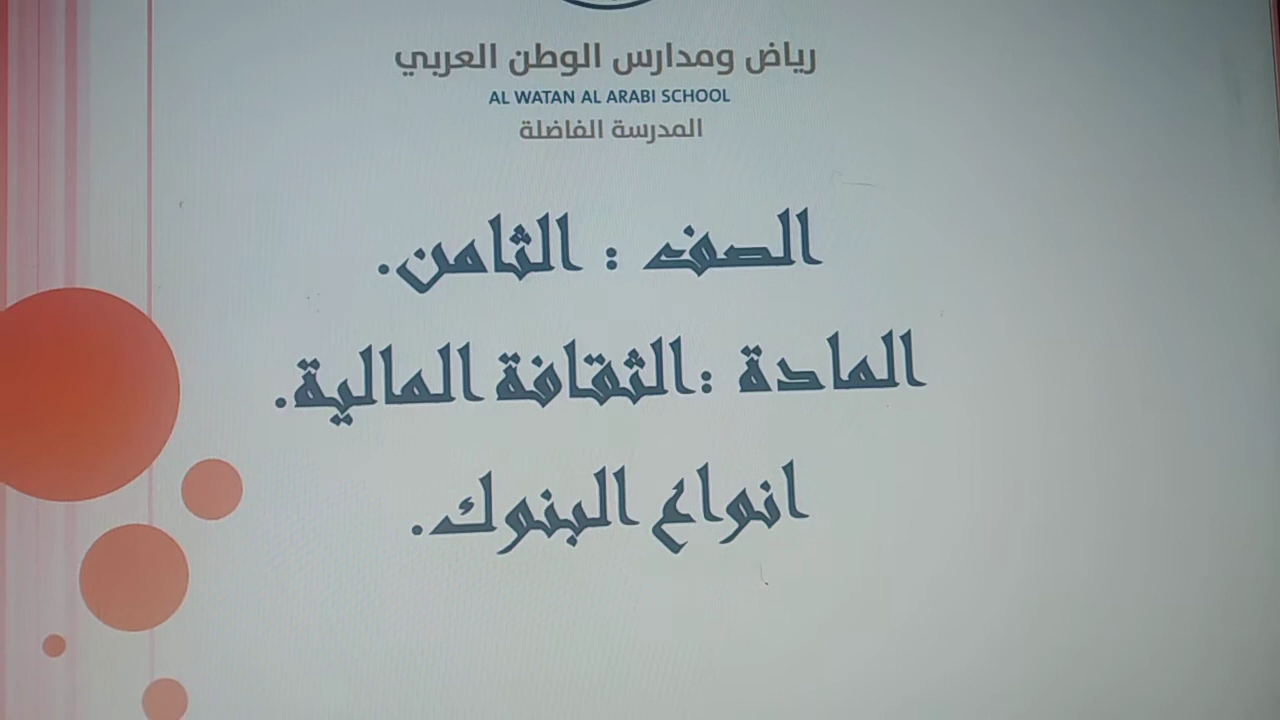 رياض ومدارس الوطن العربي
AL WATAN AL ARABI SCHOOL
المدرسة الفاضلة
الصف : الثامن.
المادة :الثقافة المالية.
انواع البنوك.